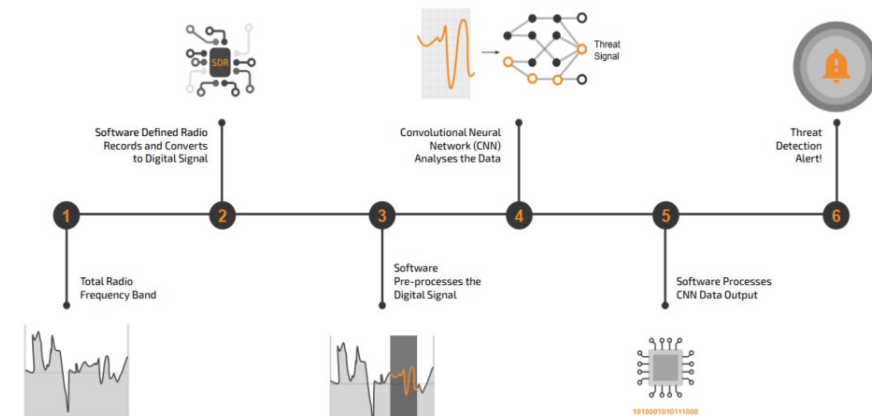 SDR
Threat
Signal
Software Defined Radio
Records and Converts
to Digital Signal
Convolutional Neural
Network (CNN)
Analyses the Data
Threat
Detection
Alert!
1
2
3
4
5
6
Total Radio
Frequency Band
Software
Pre-processes the
Digital Signal
Software Processes
CNN Data Output
1010001010111000